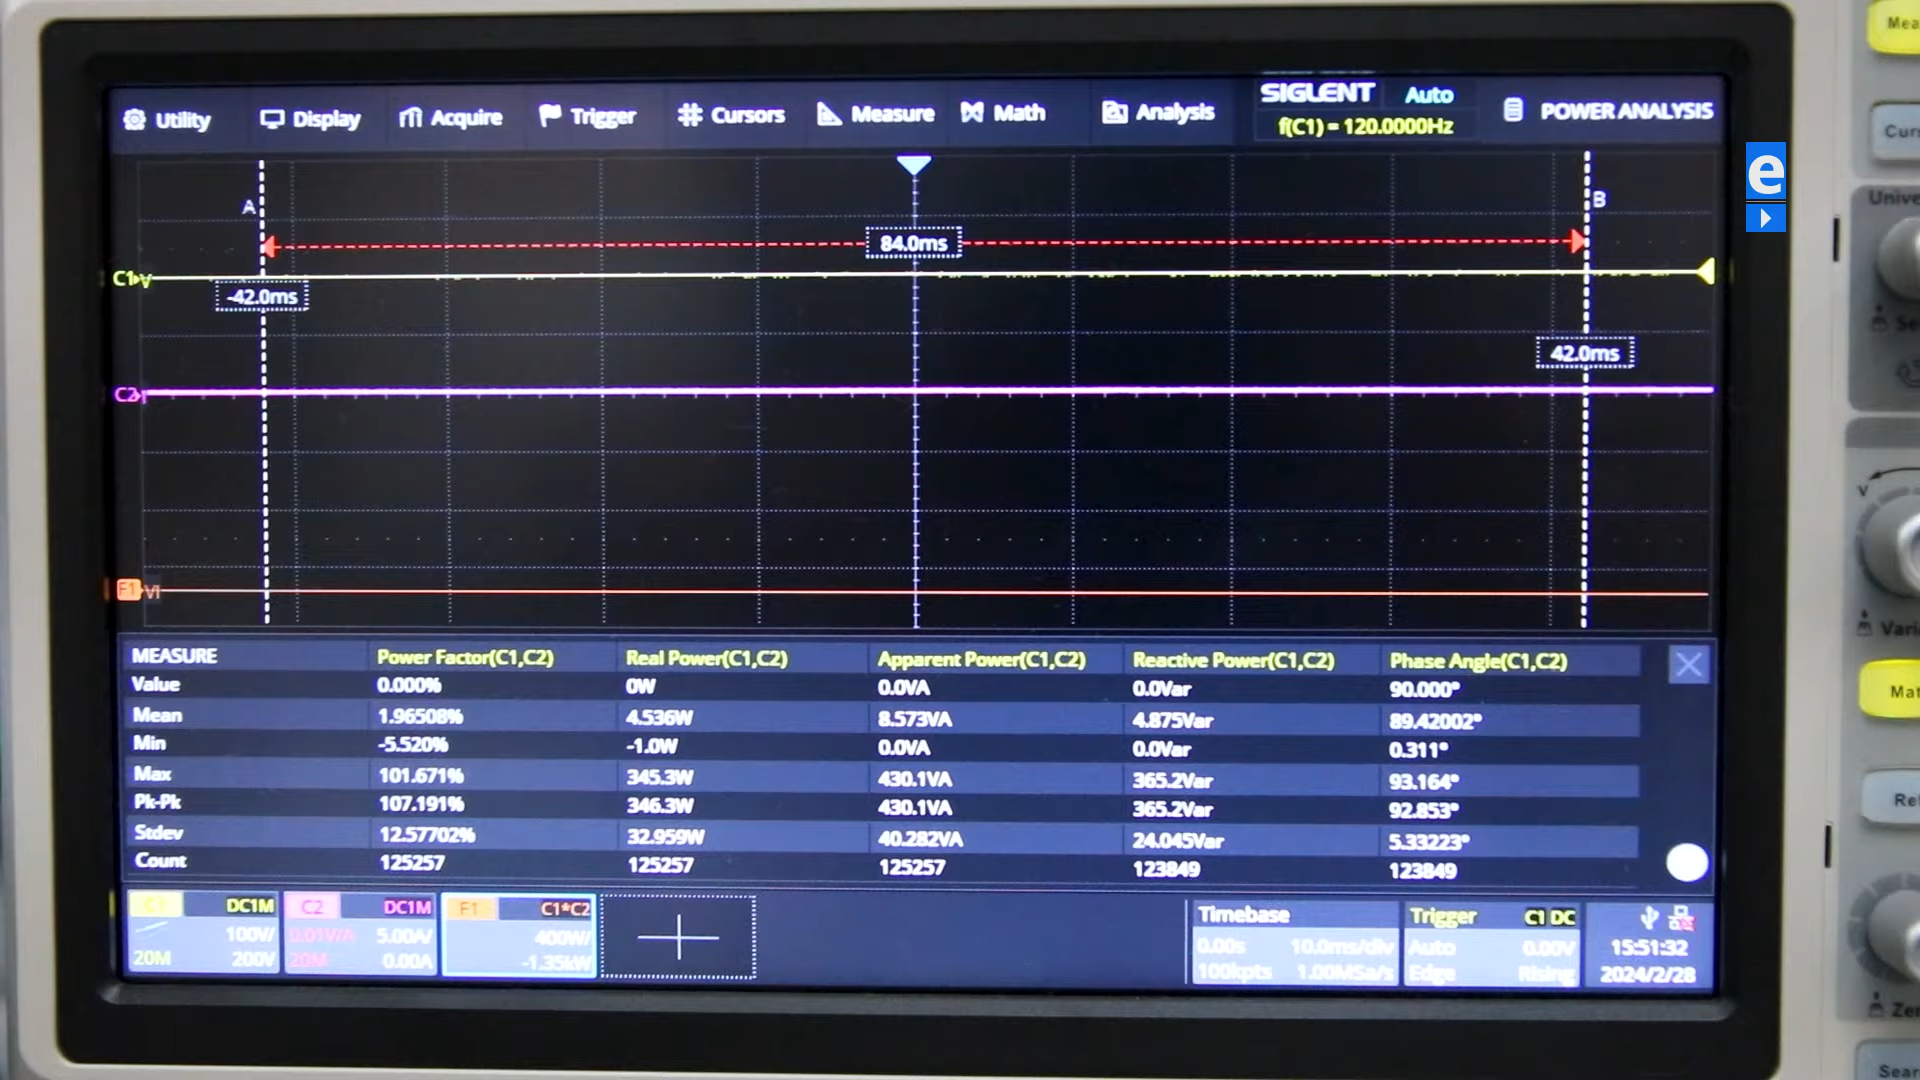 Utility Display Acquire Trigger Cursors Measure Math Analysis SIGLENT Auto POWER ANALYSIS
f(C1) = 120.0000Hz
A B
84.0ms
C1 V
-42.0ms
42.0ms
C2 I
F1 VI
MEASURE Power Factor(C1,C2) Real Power(C1,C2) Apparent Power(C1,C2) Reactive Power(C1,C2) Phase Angle(C1,C2)
Value 0.000% 0W 0.0VA 0.0Var 90.000°
Mean 1.96508% 4.536W 8.573VA 4.875Var 89.42002°
Min -5.520% -1.0W 0.0VA 0.0Var 0.311°
Max 101.671% 345.3W 430.1VA 365.2Var 93.164°
Pk-Pk 107.191% 346.3W 430.1VA 365.2Var 92.853°
Stdev 12.57702% 32.959W 40.282VA 24.045Var 5.33223°
Count 125257 125257 125257 123849 123849
C1 DC1M C2 DC1M F1 C1*C2
100V/ 0.01V/A 5.00A/ 400W/
20M 200V 20M 0.00A -1.35kW
Timebase Trigger C1 DC
0.00s 10.0ms/div Auto 0.00V 15:51:32
100kpts 1.00MSa/s Edge Rising 2024/2/28
e